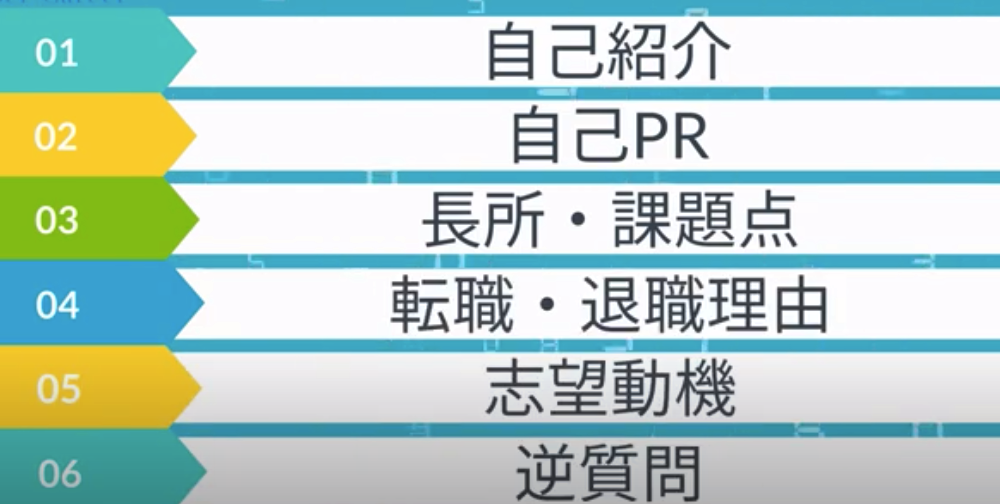 01 自己紹介
02 自己PR
03 長所・課題点
04 転職・退職理由
05 志望動機
06 逆質問